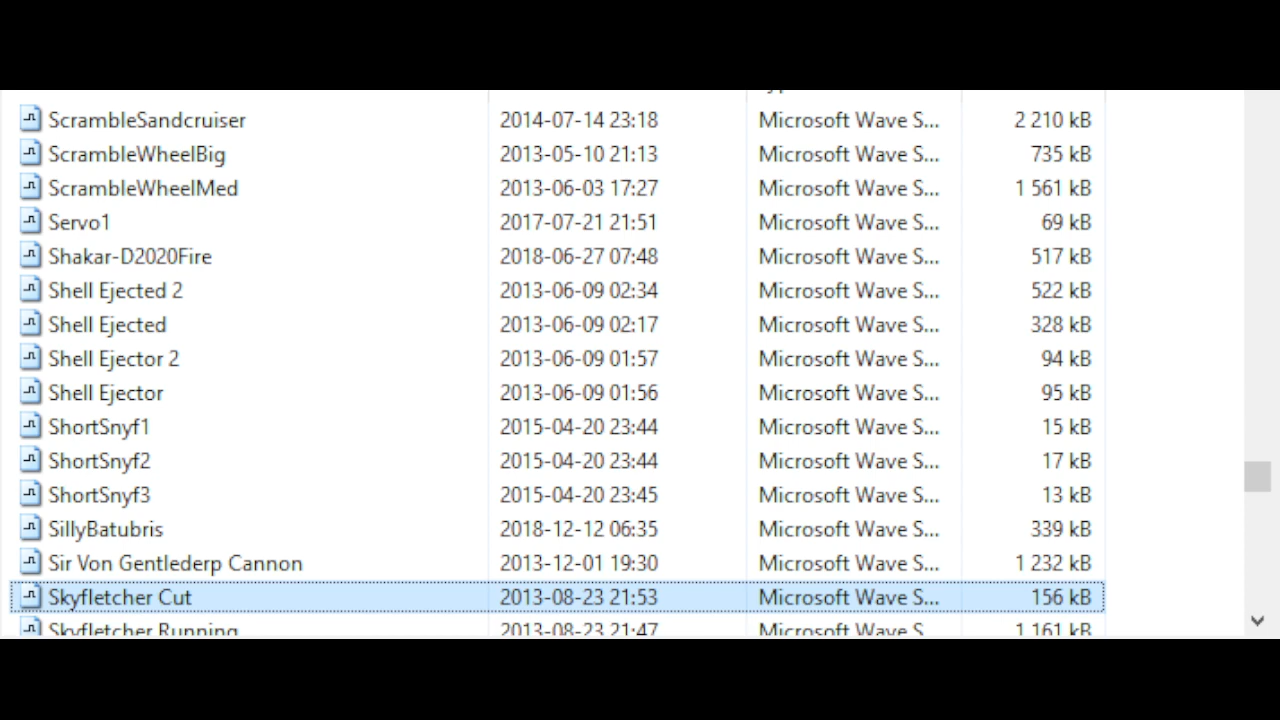 ScrambleSandcruiser 2014-07-14 23:18 Microsoft Wave S... 2 210 kB
ScrambleWheelBig 2013-05-10 21:13 Microsoft Wave S... 735 kB
ScrambleWheelMed 2013-06-03 17:27 Microsoft Wave S... 1 561 kB
Servo1 2017-07-21 21:51 Microsoft Wave S... 69 kB
Shakar-D2020Fire 2018-06-27 07:48 Microsoft Wave S... 517 kB
Shell Ejected 2 2013-06-09 02:34 Microsoft Wave S... 522 kB
Shell Ejected 2013-06-09 02:17 Microsoft Wave S... 328 kB
Shell Ejector 2 2013-06-09 01:57 Microsoft Wave S... 94 kB
Shell Ejector 2013-06-09 01:56 Microsoft Wave S... 95 kB
ShortSnyf1 2015-04-20 23:44 Microsoft Wave S... 15 kB
ShortSnyf2 2015-04-20 23:44 Microsoft Wave S... 17 kB
ShortSnyf3 2015-04-20 23:45 Microsoft Wave S... 13 kB
SillyBatubris 2018-12-12 06:35 Microsoft Wave S... 339 kB
Sir Von Gentlederp Cannon 2013-12-01 19:30 Microsoft Wave S... 1 232 kB
Skyfletcher Cut 2013-08-23 21:53 Microsoft Wave S... 156 kB
Skyfletcher Running 2013-08-23 21:47 Microsoft Wave S 1 161 kB